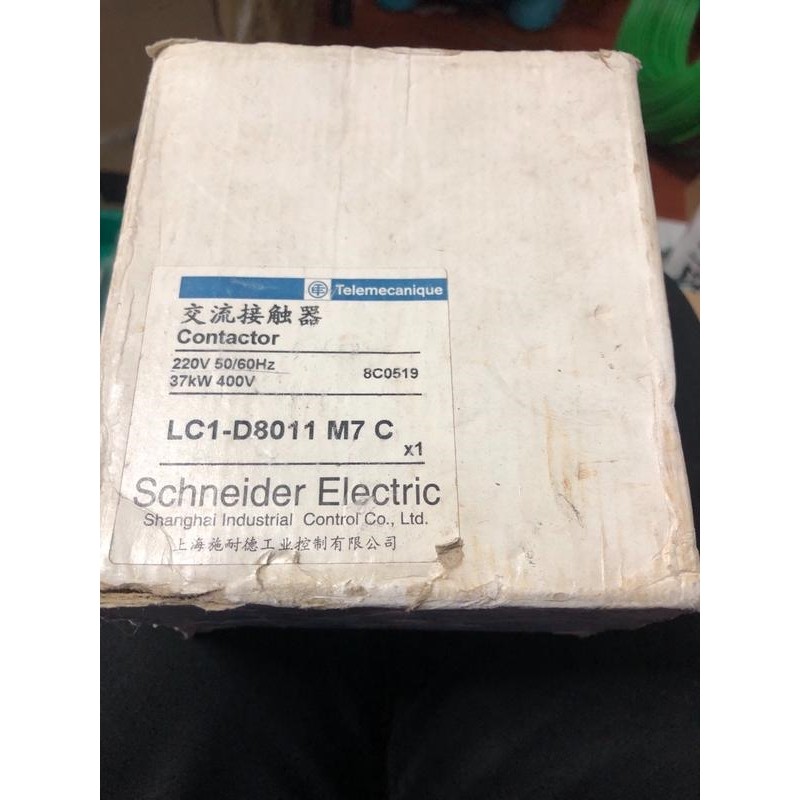 Telemecanique
交流接触器
Contactor
220V 50/60Hz
37kW 400V
8C0519
LC1-D8011 M7 C
x1
Schneider Electric
Shanghai Industrial Control Co., Ltd.
上海施耐德工业控制有限公司